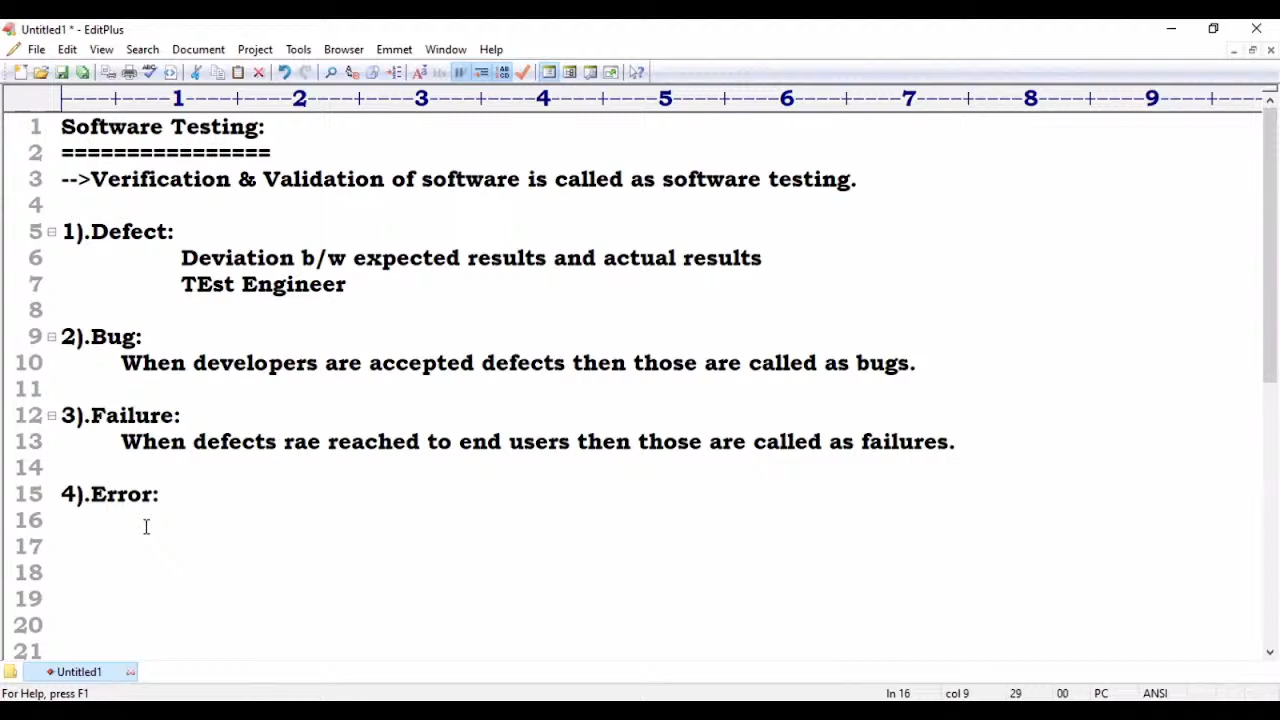 Untitled1 * - EditPlus
File Edit View Search Document Project Tools Browser Emmet Window Help
----+----1----+----2----+----3----+----4----+----5----+----6----+----7----+----8----+----9----+----
1 Software Testing:
2 ================
3 -->Verification & Validation of software is called as software testing.
4
5 1).Defect:
6 Deviation b/w expected results and actual results
7 TEst Engineer
8
9 2).Bug:
10 When developers are accepted defects then those are called as bugs.
11
12 3).Failure:
13 When defects rae reached to end users then those are called as failures.
14
15 4).Error:
16
17
18
19
20
21
Untitled1
For Help, press F1 ln 16 col 9 29 00 PC ANSI